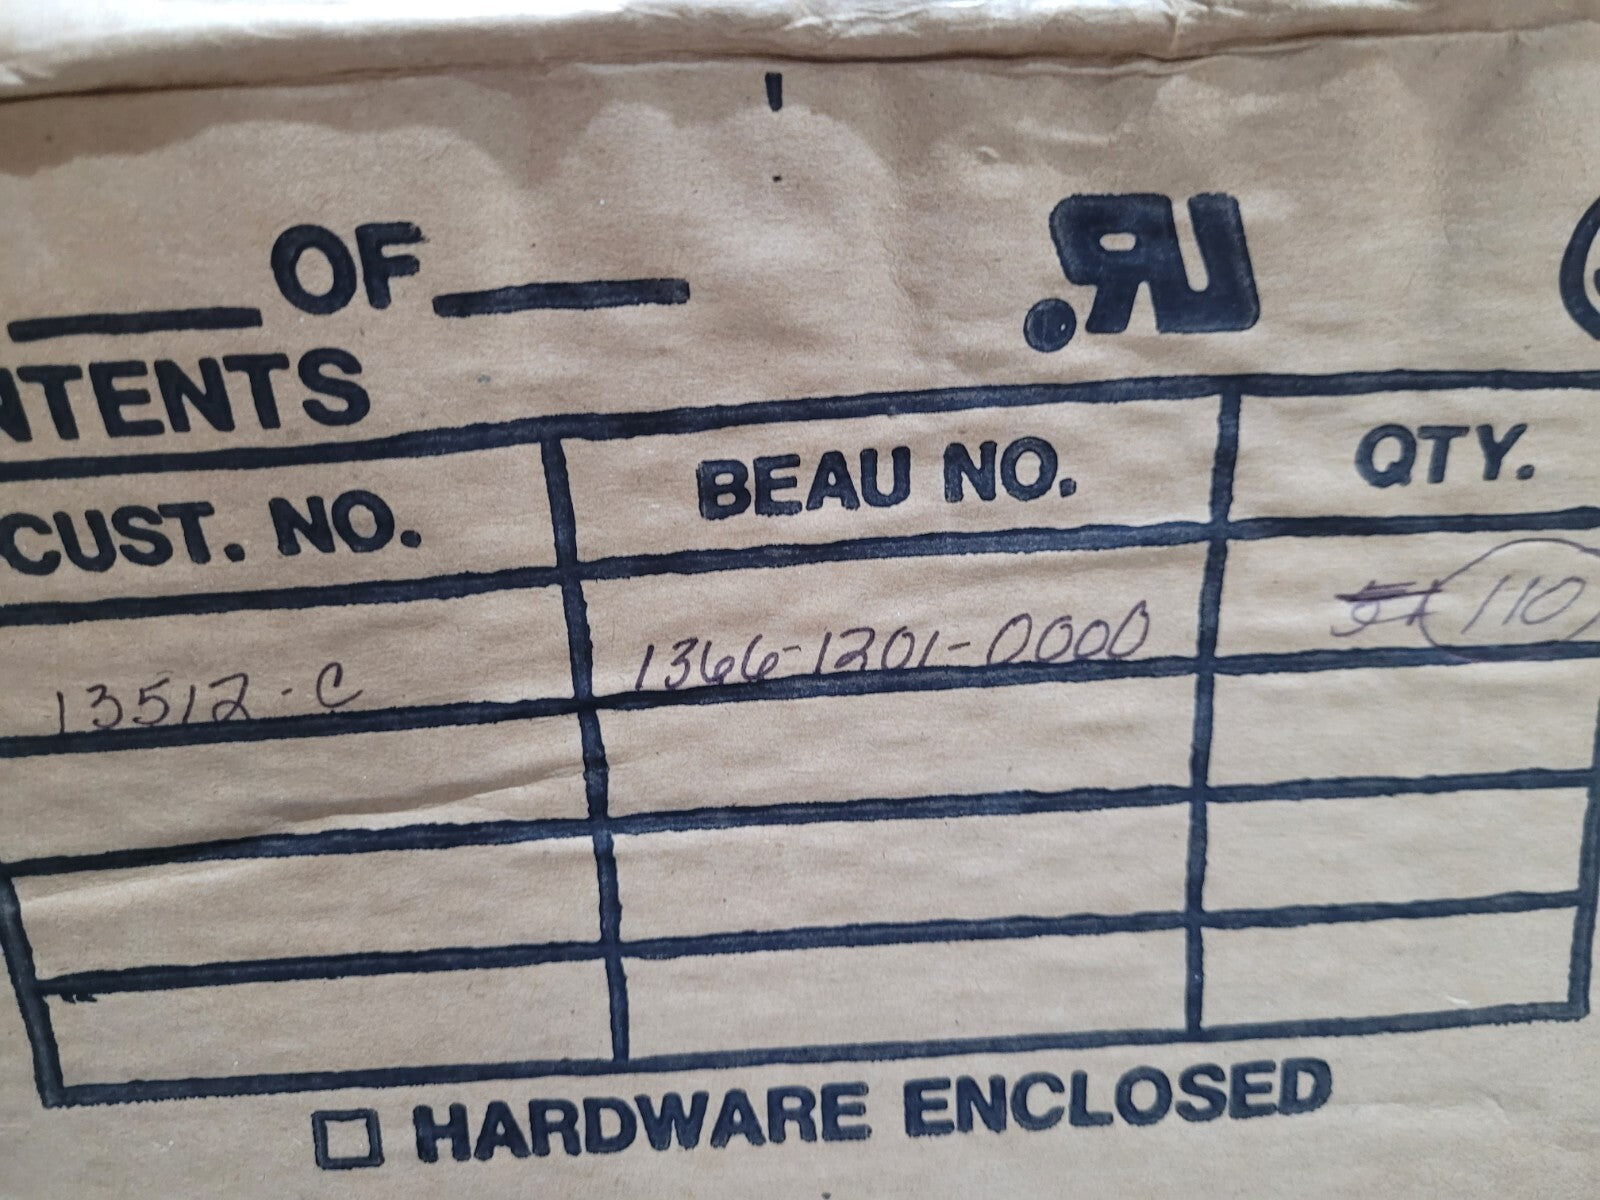 OF
NTENTS
CUST. NO. BEAU NO. QTY.
13512-C 1366-1201-0000 110
HARDWARE ENCLOSED